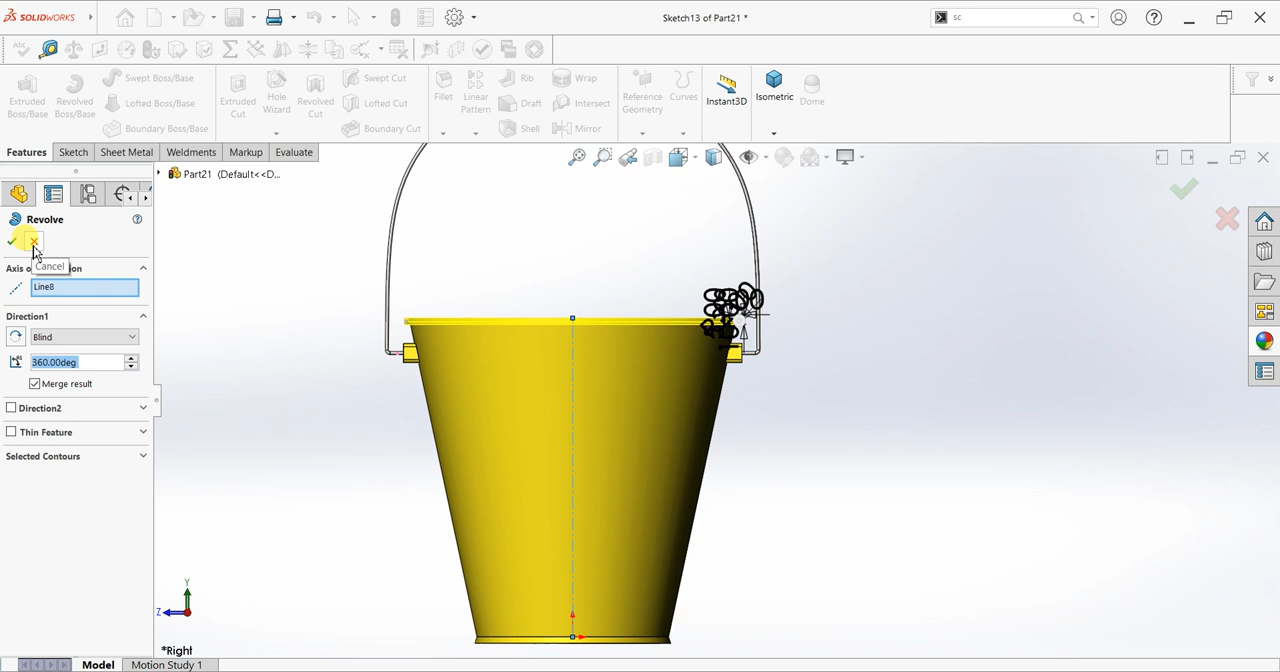 SOLIDWORKS
Sketch13 of Part21 *
sc
Extruded Boss/Base
Revolved Boss/Base
Swept Boss/Base
Lofted Boss/Base
Boundary Boss/Base
Extruded Cut
Hole Wizard
Revolved Cut
Swept Cut
Lofted Cut
Boundary Cut
Fillet
Linear Pattern
Rib
Draft
Shell
Wrap
Intersect
Mirror
Reference Geometry
Curves
Instant3D
Isometric
Dome
Features
Sketch
Sheet Metal
Weldments
Markup
Evaluate
Part21 (Default<<D...
Revolve
Cancel
Line8
Direction1
Blind
360.00deg
Merge result
Direction2
Thin Feature
Selected Contours
Y
Z
*Right
Model
Motion Study 1